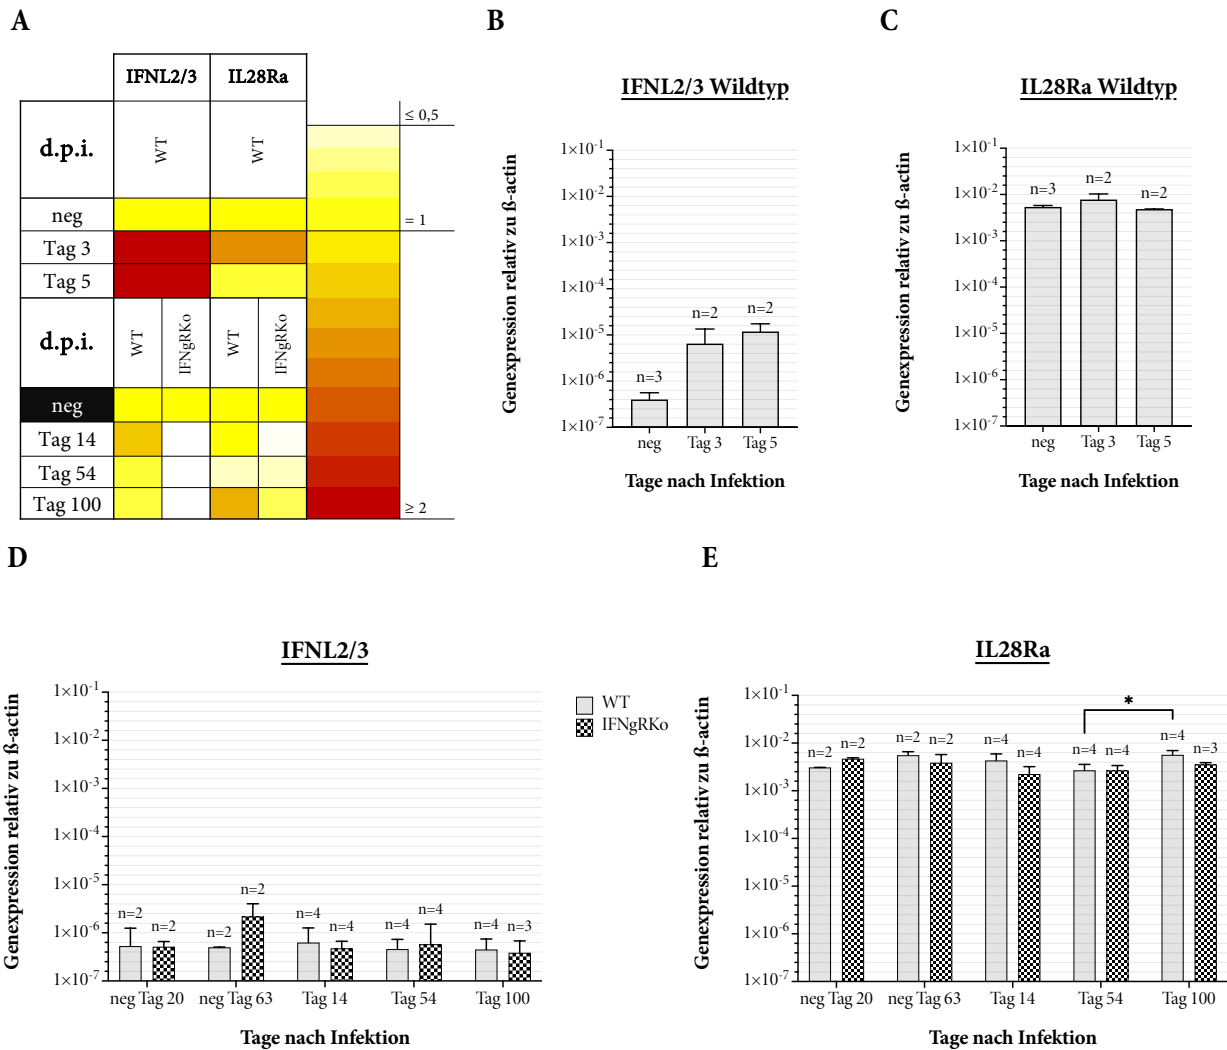 A
IFNL2/3 IL28Ra
d.p.i. WT WT
≤ 0,5
neg
= 1
Tag 3
Tag 5
d.p.i. WT IFNgRKo WT IFNgRKo
neg
Tag 14
Tag 54
Tag 100
≥ 2
B
IFNL2/3 Wildtyp
Genexpression relativ zu ß-actin
1×10-1
1×10-2
1×10-3
1×10-4
1×10-5
1×10-6
1×10-7
n=3 n=2 n=2
neg Tag 3 Tag 5
Tage nach Infektion
C
IL28Ra Wildtyp
Genexpression relativ zu ß-actin
1×10-1
1×10-2
1×10-3
1×10-4
1×10-5
1×10-6
1×10-7
n=3 n=2 n=2
neg Tag 3 Tag 5
Tage nach Infektion
D
IFNL2/3
Genexpression relativ zu ß-actin
1×10-1
1×10-2
1×10-3
1×10-4
1×10-5
1×10-6
1×10-7
n=2 n=2 n=2 n=2 n=4 n=4 n=4 n=4 n=4 n=3
neg Tag 20 neg Tag 63 Tag 14 Tag 54 Tag 100
Tage nach Infektion
WT
IFNgRKo
E
IL28Ra
Genexpression relativ zu ß-actin
1×10-1
1×10-2
1×10-3
1×10-4
1×10-5
1×10-6
1×10-7
*
n=2 n=2 n=2 n=2 n=4 n=4 n=4 n=4 n=4 n=3
neg Tag 20 neg Tag 63 Tag 14 Tag 54 Tag 100
Tage nach Infektion